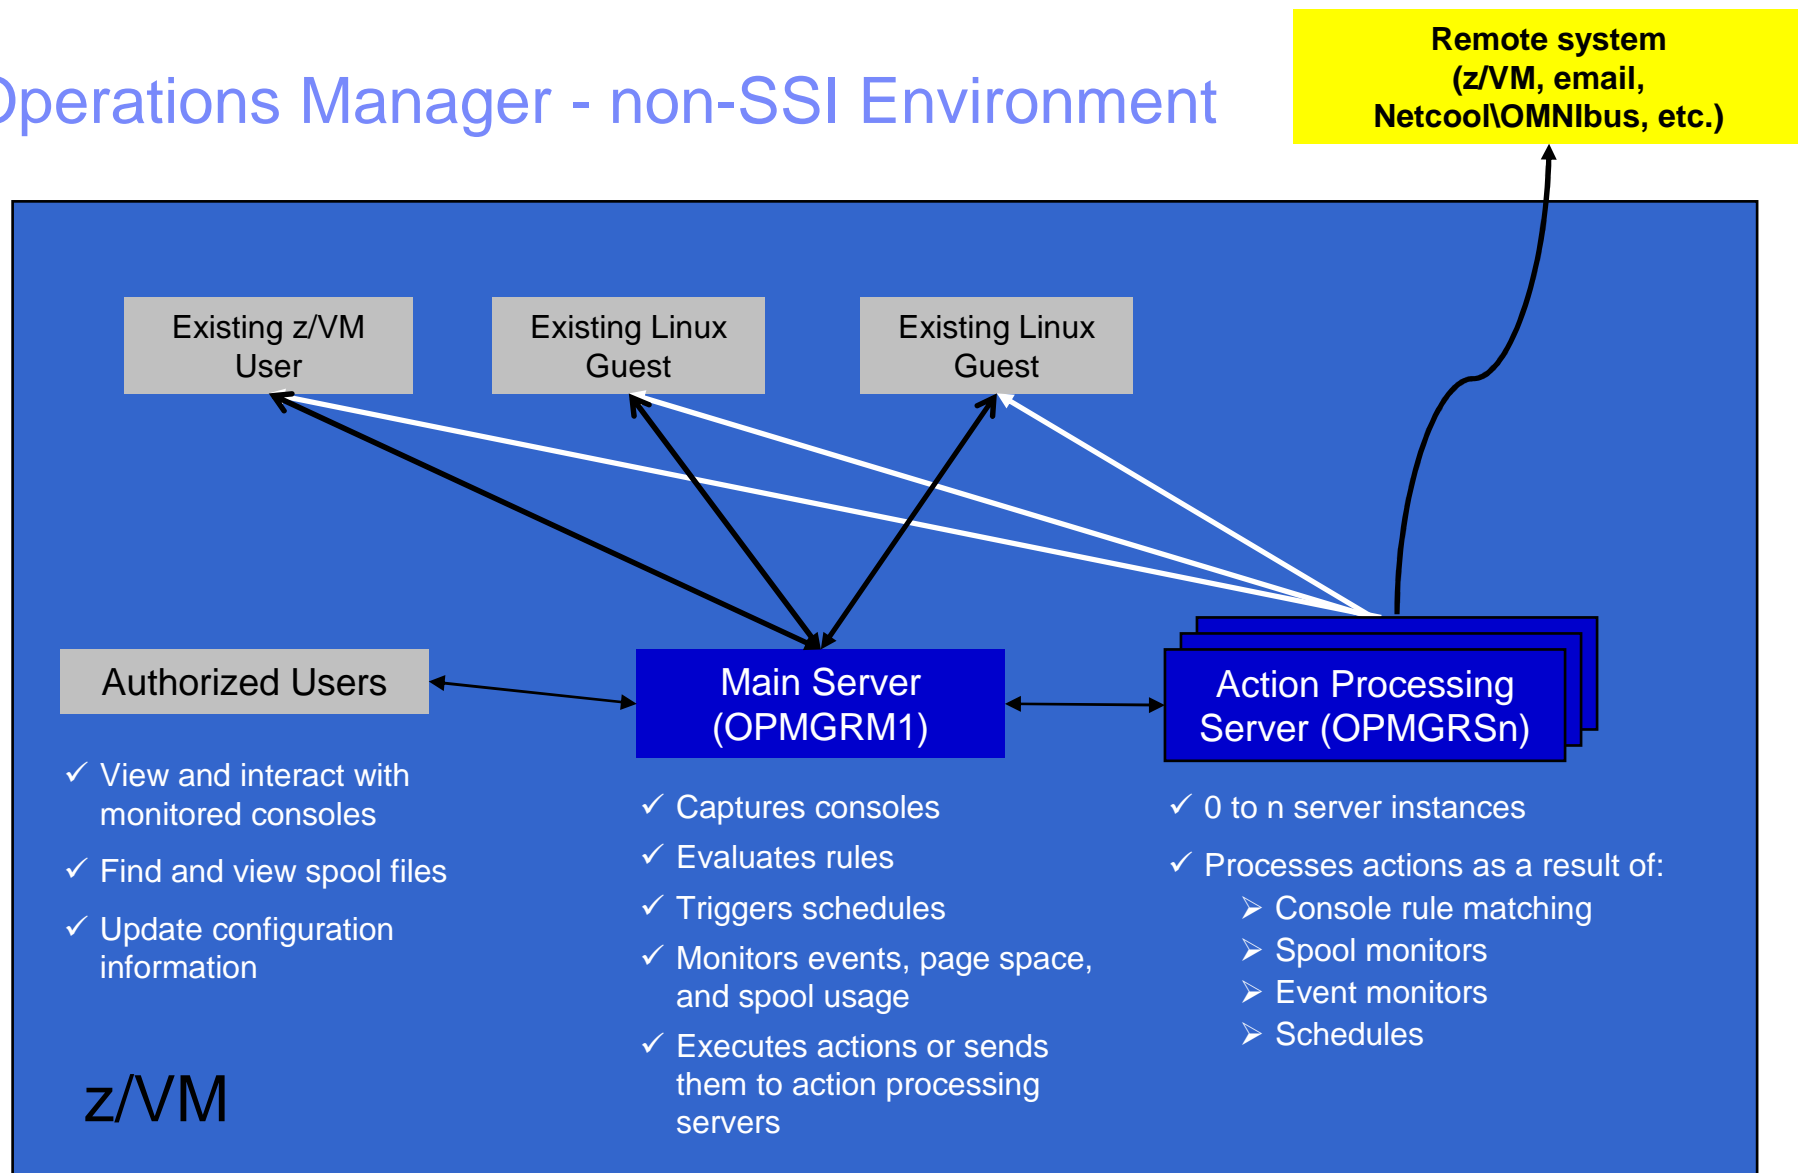 Operations Manager - non-SSI Environment
Remote system
(z/VM, email,
Netcool\OMNIbus, etc.)
Existing z/VM
User
Existing Linux
Guest
Existing Linux
Guest
Authorized Users
Main Server
(OPMGRM1)
Action Processing
Server (OPMGRSn)
✓ View and interact with
monitored consoles
✓ Find and view spool files
✓ Update configuration
information
✓ Captures consoles
✓ Evaluates rules
✓ Triggers schedules
✓ Monitors events, page space,
and spool usage
✓ Executes actions or sends
them to action processing
servers
✓ 0 to n server instances
✓ Processes actions as a result of:
➢ Console rule matching
➢ Spool monitors
➢ Event monitors
➢ Schedules
z/VM